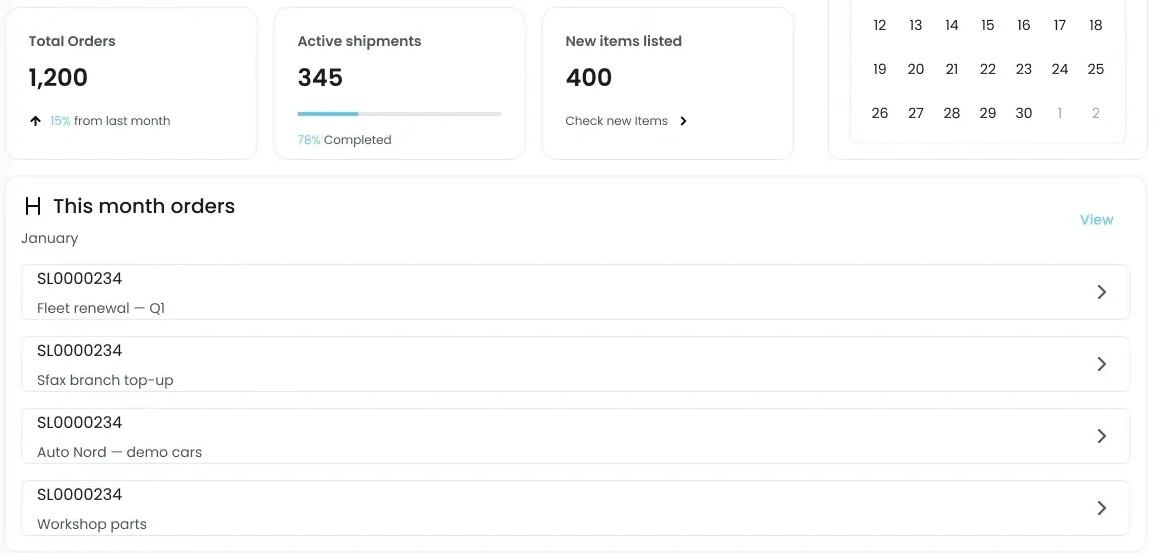 Total Orders
1,200
15% from last month
Active shipments
345
78% Completed
New items listed
400
Check new Items
12 13 14 15 16 17 18
19 20 21 22 23 24 25
26 27 28 29 30 1 2
This month orders
View
January
SL0000234
Fleet renewal — Q1
SL0000234
Sfax branch top-up
SL0000234
Auto Nord — demo cars
SL0000234
Workshop parts